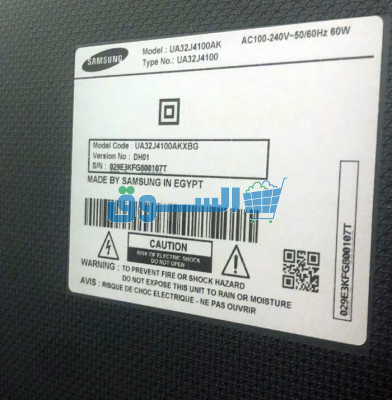 SAMSUNG
Model : UA32J4100AK
AC100-240V~50/60Hz 60W
Type No.: UA32J4100
Model Code : UA32J4100AKXBG
Version No : DH01
S/N : 029E3KFG800107T
MADE BY SAMSUNG IN EGYPT
السوق
CAUTION
RISK OF ELECTRIC SHOCK
DO NOT OPEN
WARNING : TO PREVENT FIRE OR SHOCK HAZARD
DO NOT EXPOSE THIS UNIT TO RAIN OR MOISTURE
AVIS : RISQUE DE CHOC ELECTRIQUE - NE PAS OUVRIR
029E3KFG800107T